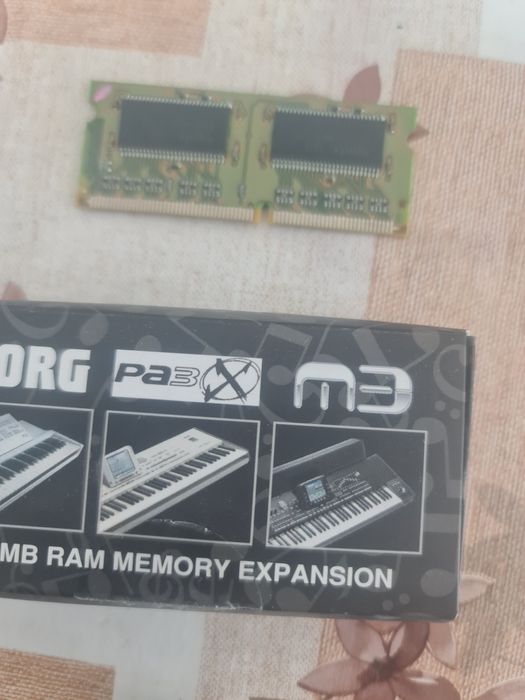 ORG Pa3X M3
MB RAM MEMORY EXPANSION